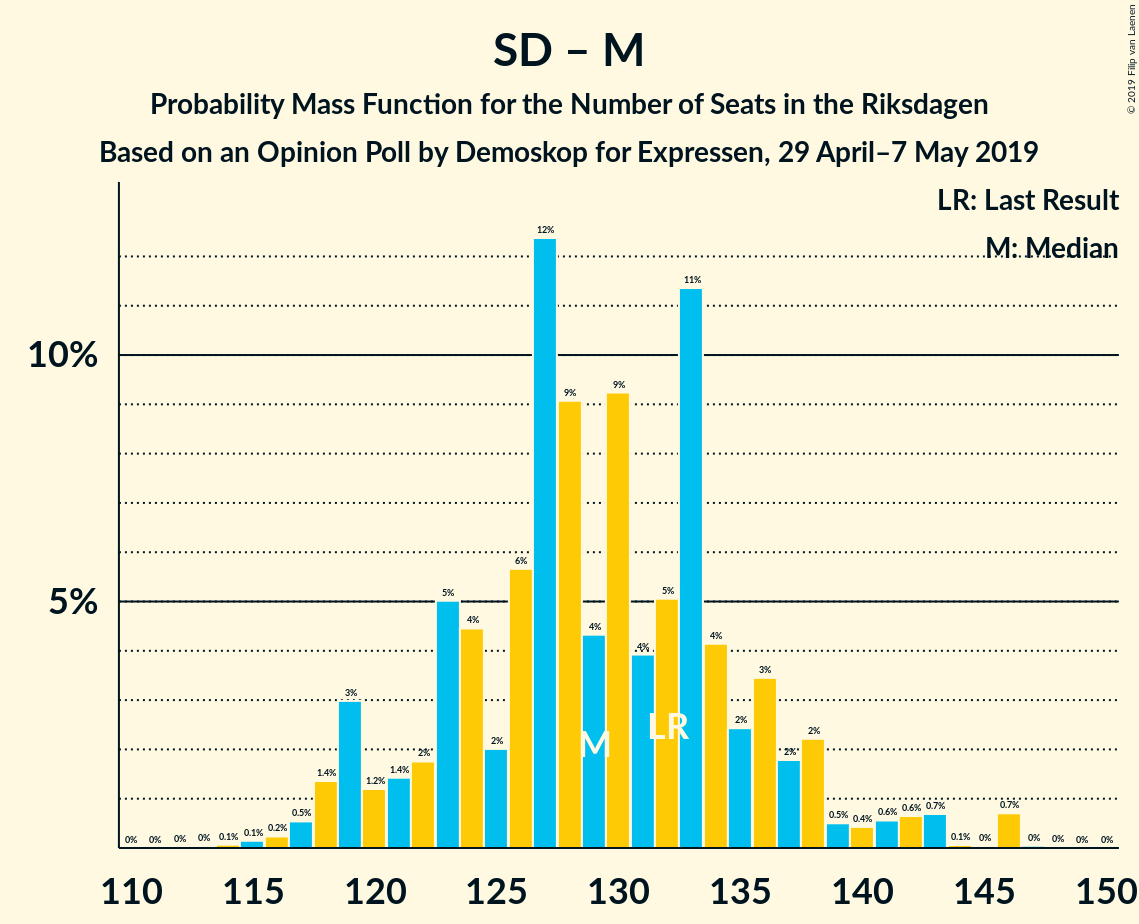 SD – M
Probability Mass Function for the Number of Seats in the Riksdagen
Based on an Opinion Poll by Demoskop for Expressen, 29 April–7 May 2019
© 2019 Filip van Laenen
LR: Last Result
M: Median
10%
5%
0% 0% 0% 0% 0.1% 0.1% 0.2% 0.5% 1.4% 3% 1.2% 1.4% 2% 5% 4% 2% 6% 12% 9% 4% 9% 4% 5% 11% 4% 2% 3% 2% 2% 0.5% 0.4% 0.6% 0.6% 0.7% 0.1% 0% 0.7% 0% 0% 0% 0%
M LR
110 115 120 125 130 135 140 145 150